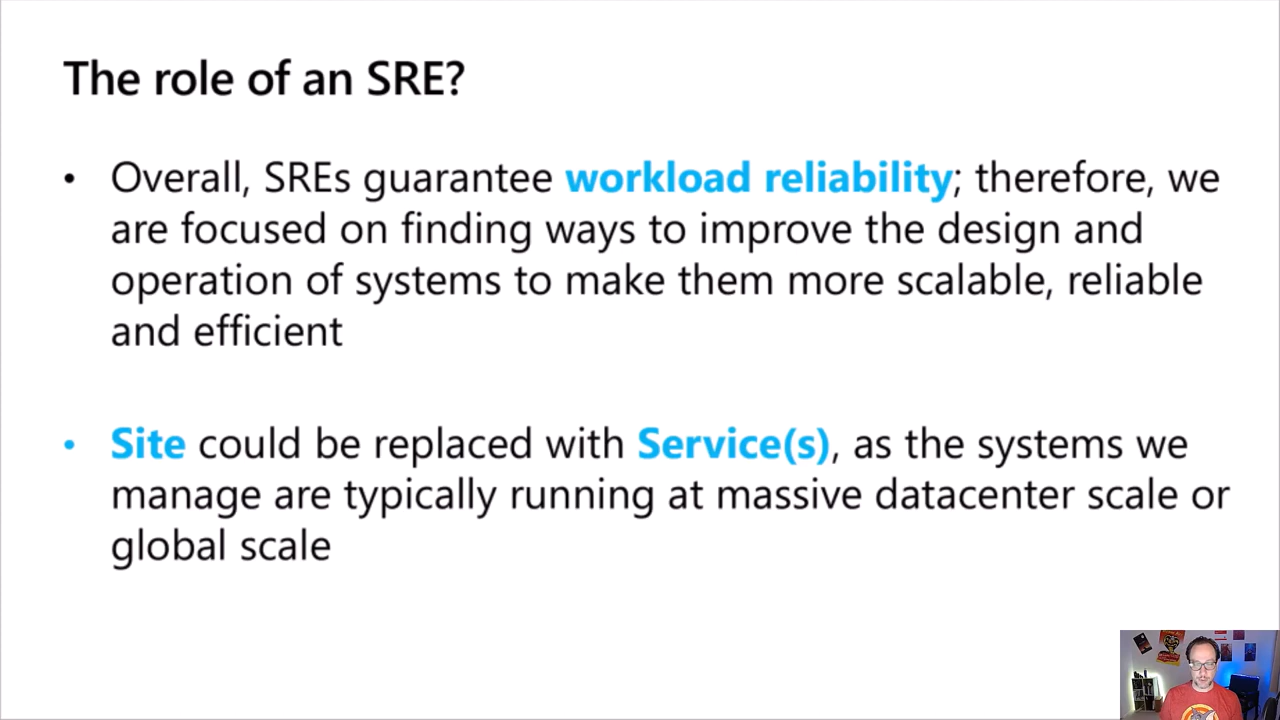 The role of an SRE?
• Overall, SREs guarantee workload reliability; therefore, we
are focused on finding ways to improve the design and
operation of systems to make them more scalable, reliable
and efficient
• Site could be replaced with Service(s), as the systems we
manage are typically running at massive datacenter scale or
global scale